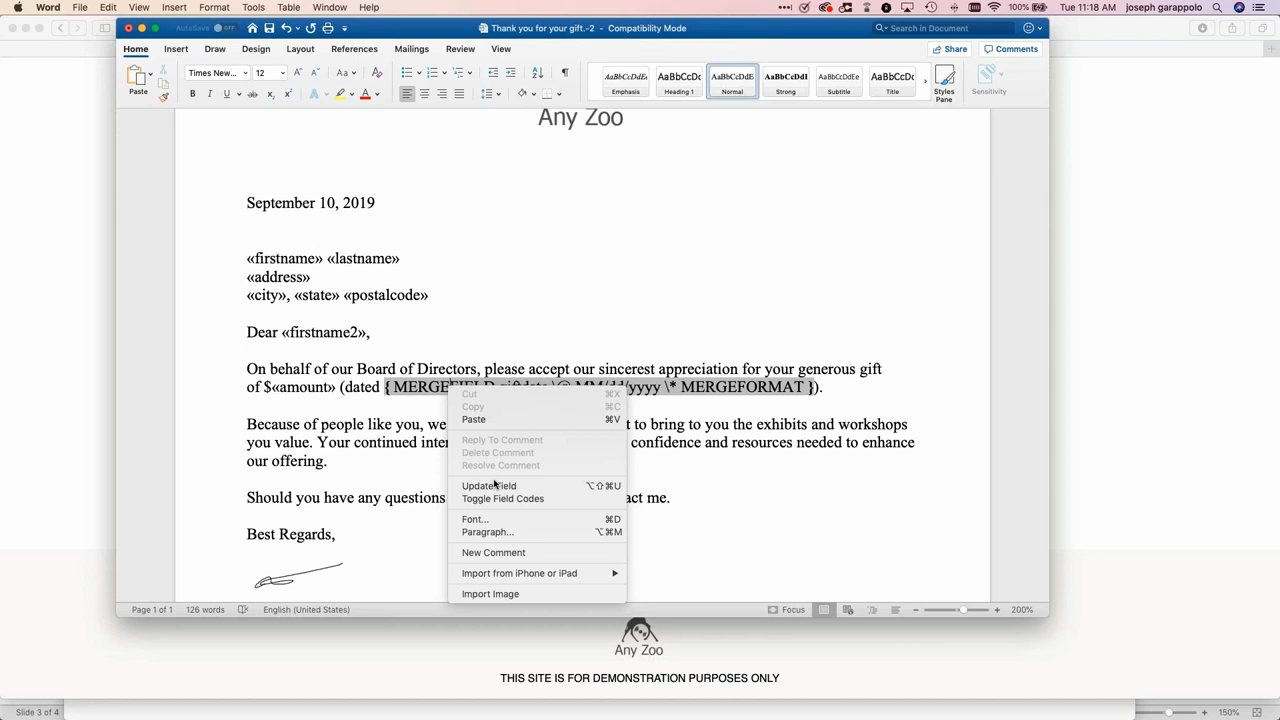 Word File Edit View Insert Format Tools Table Window Help
100% Tue 11:18 AM joseph garappolo
AutoSave OFF
Thank you for your gift.-2 - Compatibility Mode
Search in Document
Home Insert Draw Design Layout References Mailings Review View
Share Comments
Paste
Times New... 12
AaBbCcDdEe AaBbCcDc AaBbCcDdE AaBbCcDdI AaBbCcDdEe AaBbCcDc
Emphasis Heading 1 Normal Strong Subtitle Title
Styles Pane
Sensitivity
Any Zoo
September 10, 2019
«firstname» «lastname»
«address»
«city», «state» «postalcode»
Dear «firstname2»,
On behalf of our Board of Directors, please accept our sincerest appreciation for your generous gift
of $«amount» (dated { MERGEFIELD giftdate \@ MM/dd/yyyy \* MERGEFORMAT }).
Because of people like you, we
t to bring to you the exhibits and workshops
you value. Your continued inter
confidence and resources needed to enhance
our offering.
Should you have any questions
act me.
Best Regards,
Cut ⌘X
Copy ⌘C
Paste ⌘V
Reply To Comment
Delete Comment
Resolve Comment
Update Field ⌥⇧⌘U
Toggle Field Codes
Font... ⌘D
Paragraph... ⌥⌘M
New Comment
Import from iPhone or iPad
Import Image
Page 1 of 1 126 words English (United States) Focus 200%
Any Zoo
THIS SITE IS FOR DEMONSTRATION PURPOSES ONLY
Slide 3 of 4 150%